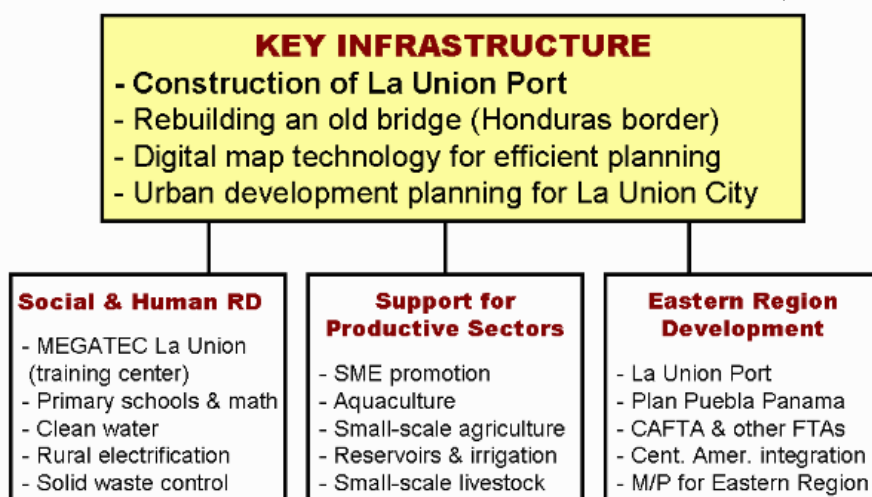 KEY INFRASTRUCTURE
- Construction of La Union Port
- Rebuilding an old bridge (Honduras border)
- Digital map technology for efficient planning
- Urban development planning for La Union City
Social & Human RD
- MEGATEC La Union
(training center)
- Primary schools & math
- Clean water
- Rural electrification
- Solid waste control
Support for
Productive Sectors
- SME promotion
- Aquaculture
- Small-scale agriculture
- Reservoirs & irrigation
- Small-scale livestock
Eastern Region
Development
- La Union Port
- Plan Puebla Panama
- CAFTA & other FTAs
- Cent. Amer. integration
- M/P for Eastern Region